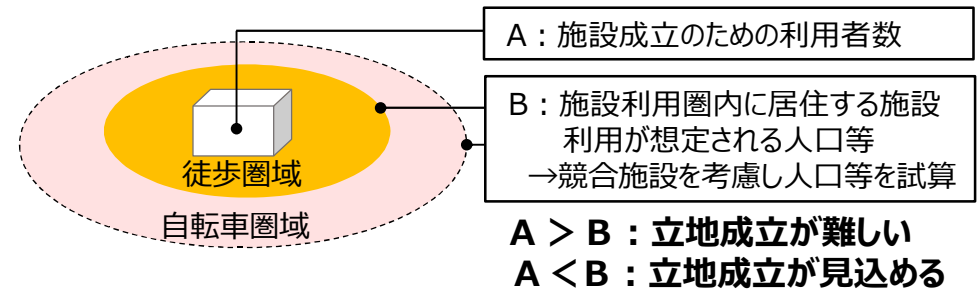 A：施設成立のための利用者数
B：施設利用圏内に居住する施設
利用が想定される人口等
→競合施設を考慮し人口等を試算
徒歩圏域
自転車圏域
A ＞ B ：立地成立が難しい
A ＜ B ：立地成立が見込める